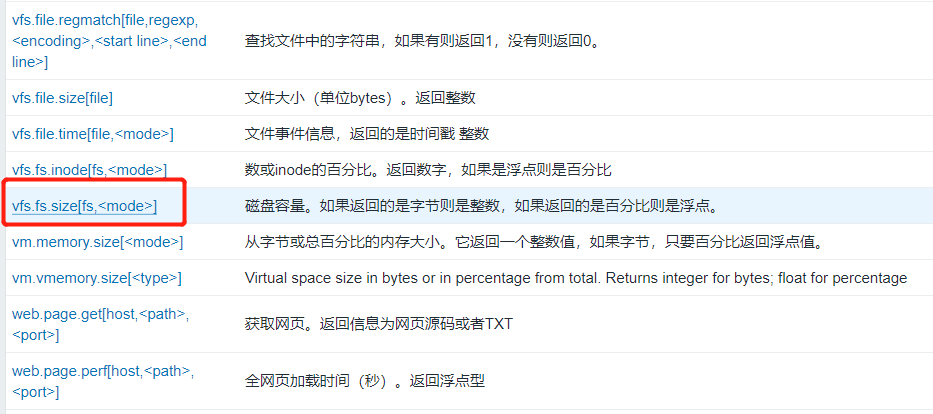 vfs.file.regmatch[file,regexp,
<encoding>,<start line>,<end
line>]
查找文件中的字符串，如果有则返回1，没有则返回0。
vfs.file.size[file]
文件大小（单位bytes）。返回整数
vfs.file.time[file,<mode>]
文件事件信息，返回的是时间戳 整数
vfs.fs.inode[fs,<mode>]
数或inode的百分比。返回数字，如果是浮点则是百分比
vfs.fs.size[fs,<mode>]
磁盘容量。如果返回的是字节则是整数，如果返回的是百分比则是浮点。
vm.memory.size[<mode>]
从字节或总百分比的内存大小。它返回一个整数值，如果字节，只要百分比返回浮点值。
vm.vmemory.size[<type>]
Virtual space size in bytes or in percentage from total. Returns integer for bytes; float for percentage
web.page.get[host,<path>,
<port>]
获取网页。返回信息为网页源码或者TXT
web.page.perf[host,<path>,
<port>]
全网页加载时间（秒）。返回浮点型